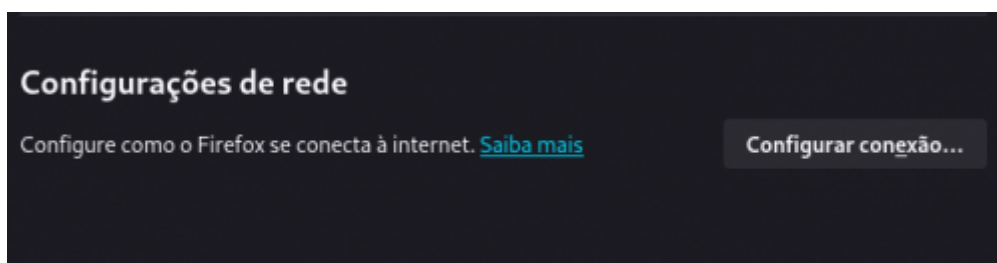 Configurações de rede
Configure como o Firefox se conecta à internet. Saiba mais
Configurar conexão...